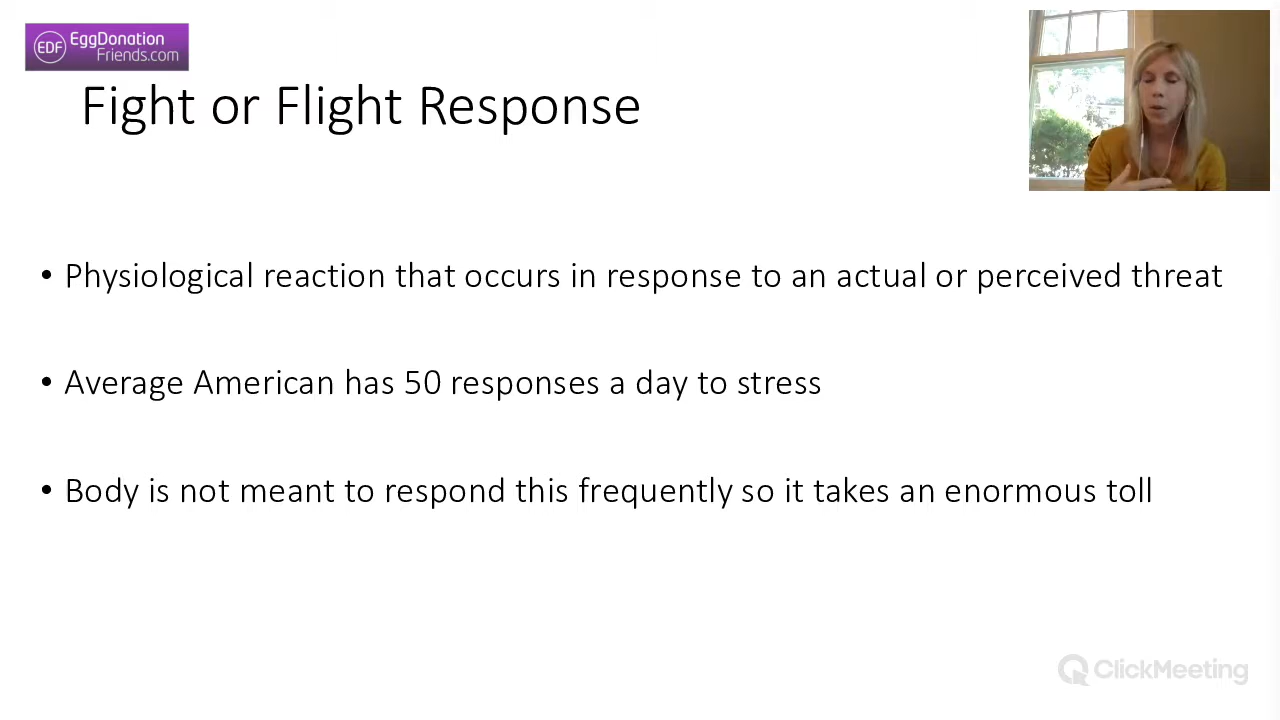 EDF
EggDonation
Friends.com
Fight or Flight Response
• Physiological reaction that occurs in response to an actual or perceived threat
• Average American has 50 responses a day to stress
• Body is not meant to respond this frequently so it takes an enormous toll
ClickMeeting